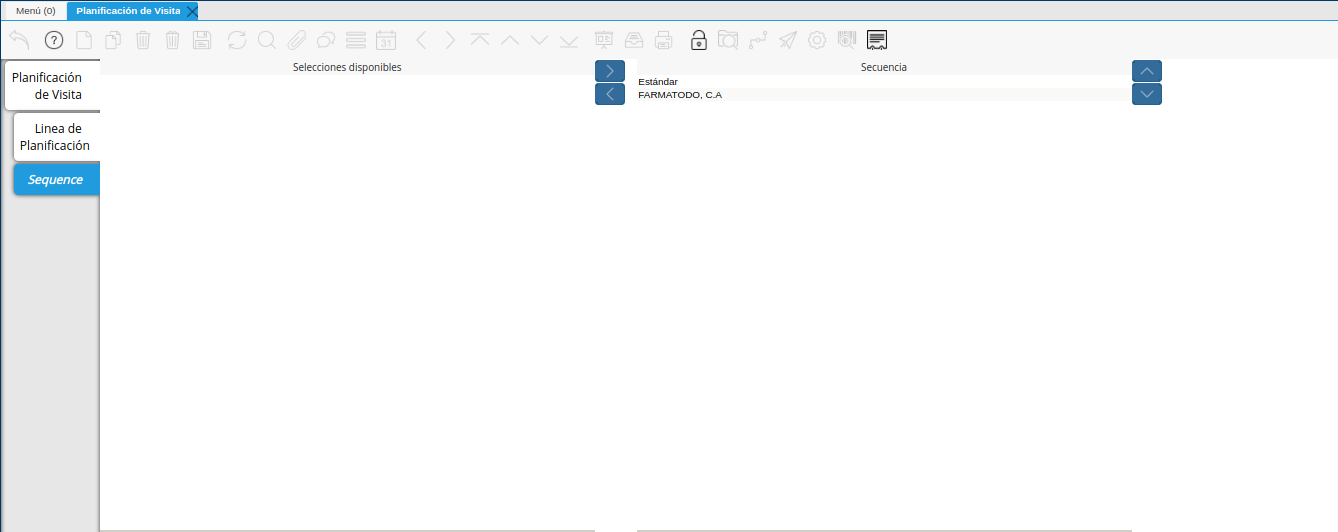 Menú (0)
Planificación de Visita
?
31
Planificación
de Visita
Linea de
Planificación
Sequence
Selecciones disponibles
Secuencia
Estándar
FARMATODO, C.A